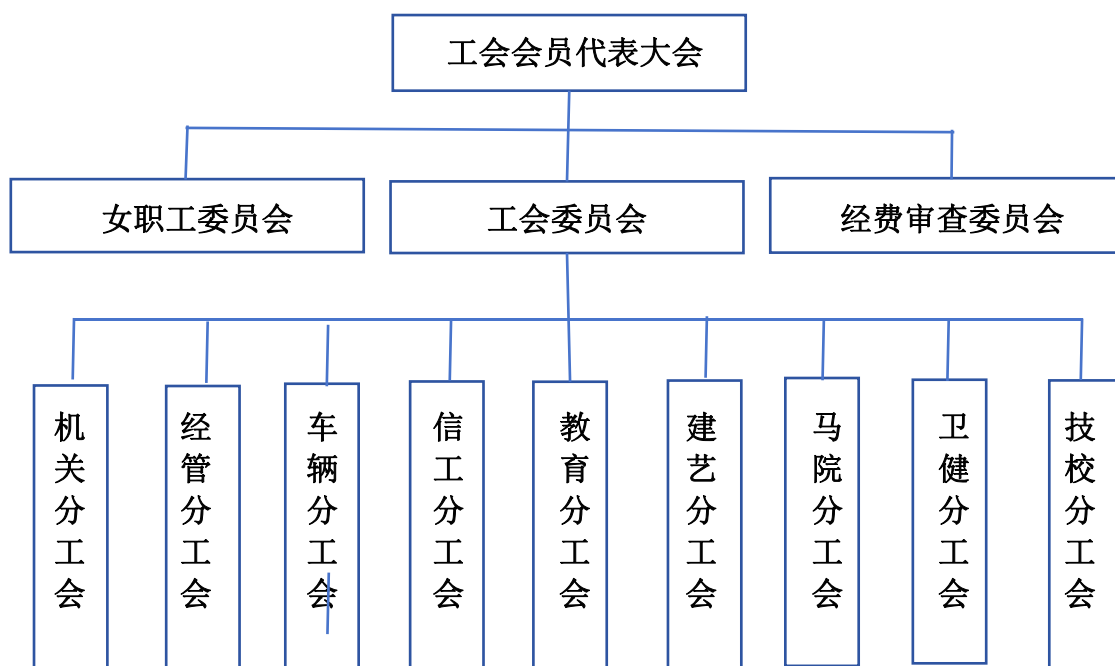 工会会员代表大会
女职工委员会
工会委员会
经费审查委员会
机关分工会
经管分工会
车辆分工会
信工分工会
教育分工会
建艺分工会
马院分工会
卫健分工会
技校分工会